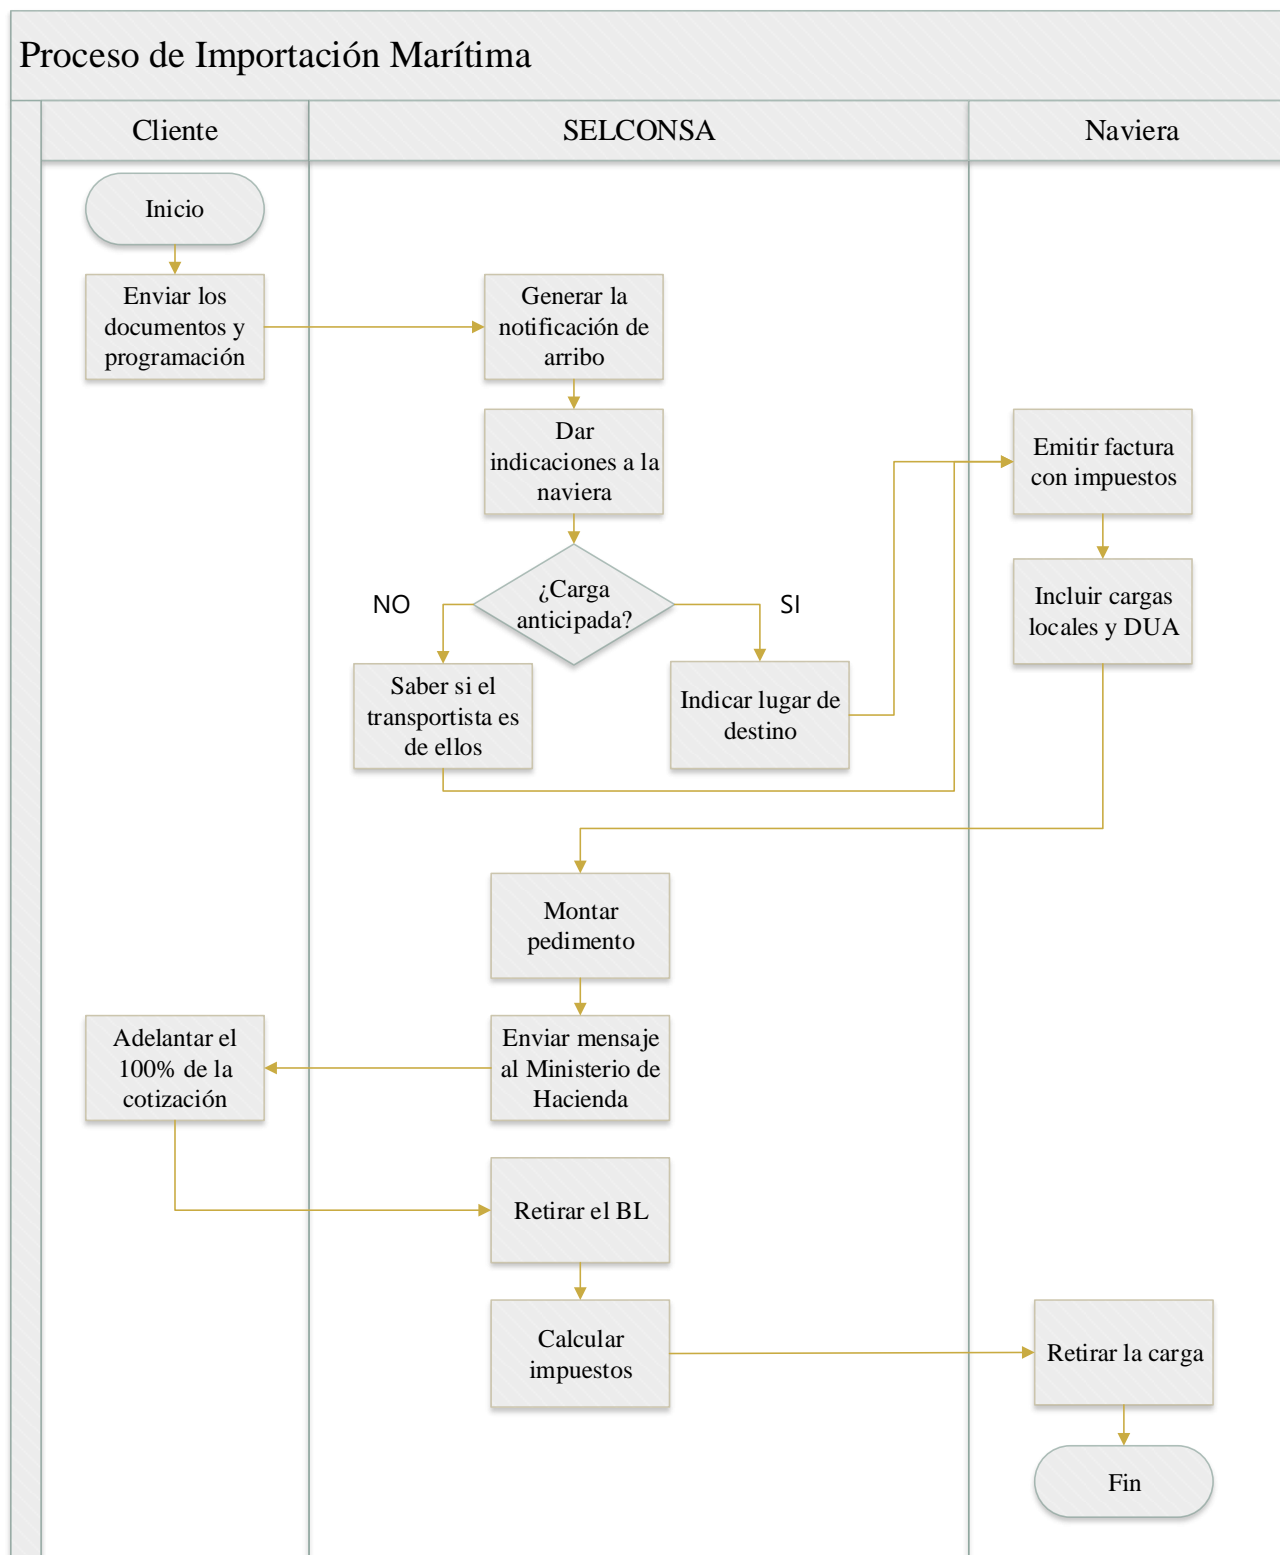 Proceso de Importación Marítima
Cliente
SELCONSA
Naviera
Inicio
Enviar los
documentos y
programación
Generar la
notificación de
arribo
Dar
indicaciones a la
naviera
Emitir factura
con impuestos
¿Carga
anticipada?
NO
SI
Incluir cargas
locales y DUA
Saber si el
transportista es
de ellos
Indicar lugar de
destino
Montar
pedimento
Adelantar el
100% de la
cotización
Enviar mensaje
al Ministerio de
Hacienda
Retirar el BL
Calcular
impuestos
Retirar la carga
Fin